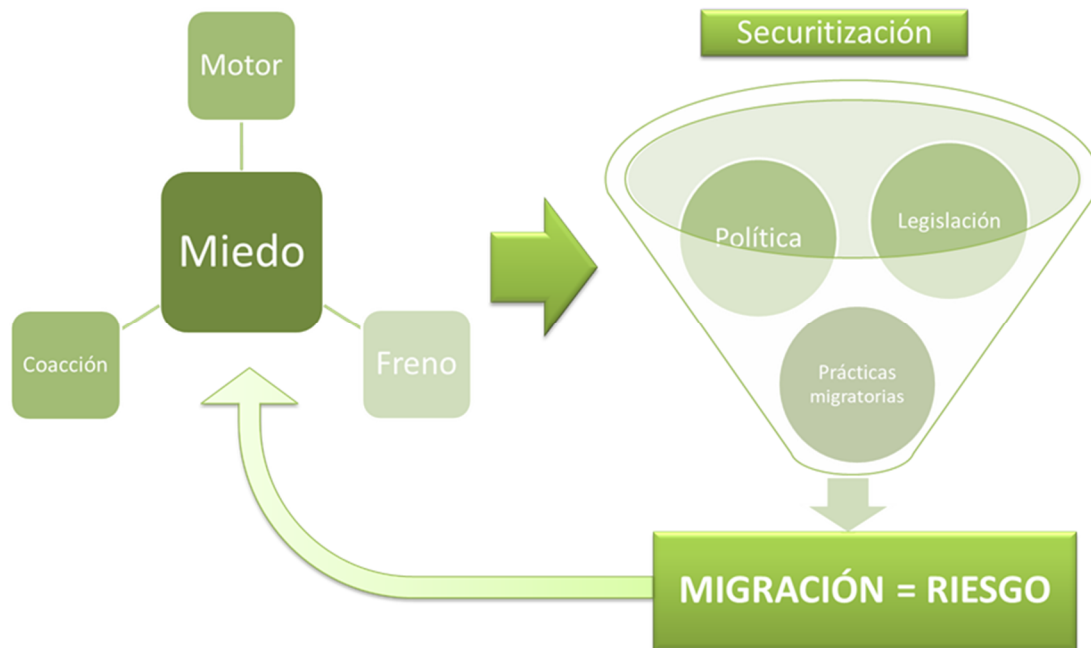 Motor
Miedo
Coacción
Freno
Securitización
Política
Legislación
Prácticas
migratorias
MIGRACIÓN = RIESGO